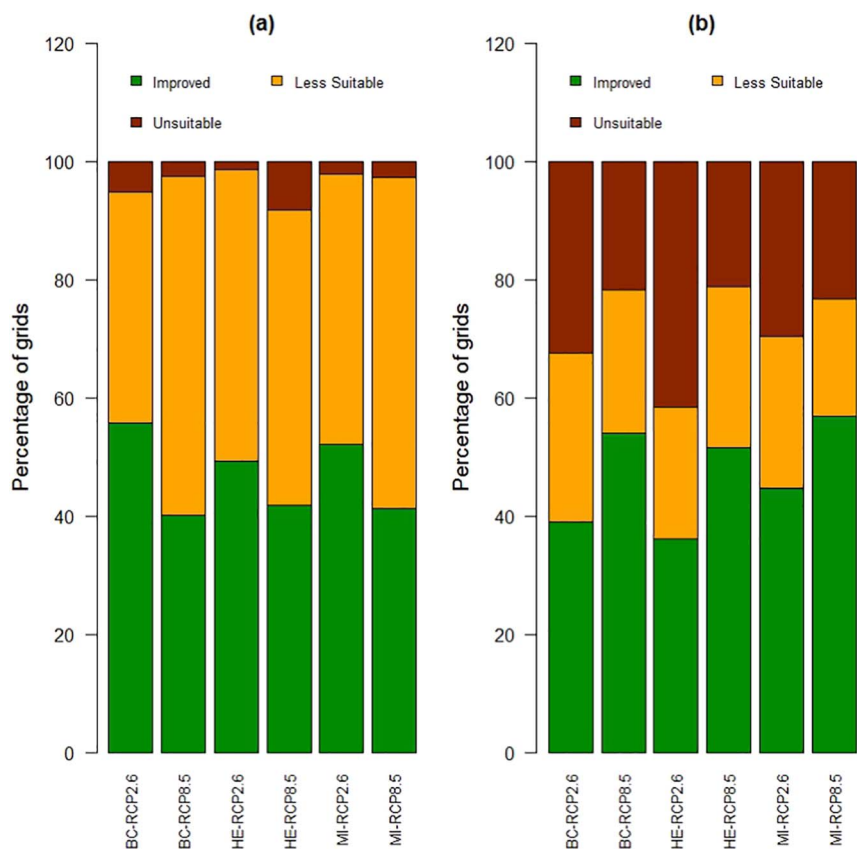 (a)
120
Improved
Less Suitable
Unsuitable
100
80
60
40
20
0
Percentage of grids
BC-RCP2.6
BC-RCP8.5
HE-RCP2.6
HE-RCP8.5
MI-RCP2.6
MI-RCP8.5
(b)
120
Improved
Less Suitable
Unsuitable
100
80
60
40
20
0
Percentage of grids
BC-RCP2.6
BC-RCP8.5
HE-RCP2.6
HE-RCP8.5
MI-RCP2.6
MI-RCP8.5